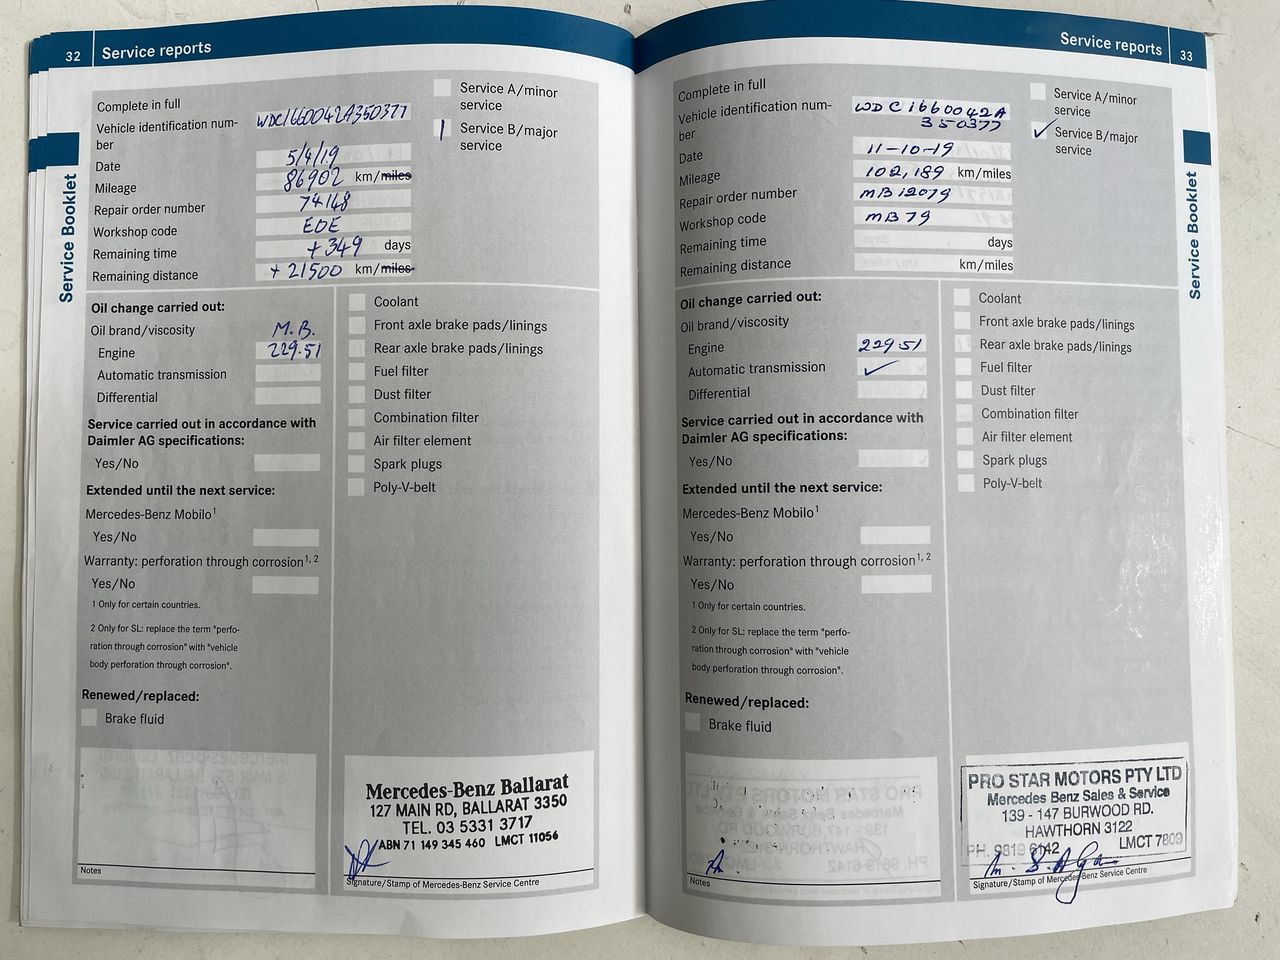 32 Service reports
Complete in full
Vehicle identification num-
ber WDC1660042A350377
Date 5/4/19
Mileage 86902 km/miles
Repair order number 74148
Workshop code EOE
Remaining time +349 days
Remaining distance + 21500 km/miles
Service A/minor
service
1 Service B/major
service
Service Booklet
Oil change carried out:
Oil brand/viscosity M.B.
Engine 229.51
Automatic transmission
Differential
Service carried out in accordance with
Daimler AG specifications:
Yes/No
Extended until the next service:
Mercedes-Benz Mobilo1
Yes/No
Warranty: perforation through corrosion1, 2
Yes/No
1 Only for certain countries.
2 Only for SL: replace the term "perfo-
ration through corrosion" with "vehicle
body perforation through corrosion".
Renewed/replaced:
Brake fluid
Coolant
Front axle brake pads/linings
Rear axle brake pads/linings
Fuel filter
Dust filter
Combination filter
Air filter element
Spark plugs
Poly-V-belt
Notes
Mercedes-Benz Ballarat
127 MAIN RD, BALLARAT 3350
TEL. 03 5331 3717
ABN 71 149 345 460 LMCT 11056
Signature/Stamp of Mercedes-Benz Service Centre
Service reports 33
Complete in full
Vehicle identification num-
ber WDC1660042A
350377
Date 11-10-19
Mileage 102,189 km/miles
Repair order number MB12079
Workshop code MB79
Remaining time days
Remaining distance km/miles
Service A/minor
service
✓ Service B/major
service
Service Booklet
Oil change carried out:
Oil brand/viscosity
Engine 229.51
Automatic transmission ✓
Differential
Service carried out in accordance with
Daimler AG specifications:
Yes/No
Extended until the next service:
Mercedes-Benz Mobilo1
Yes/No
Warranty: perforation through corrosion1, 2
Yes/No
1 Only for certain countries.
2 Only for SL: replace the term "perfo-
ration through corrosion" with "vehicle
body perforation through corrosion".
Renewed/replaced:
Brake fluid
Coolant
Front axle brake pads/linings
Rear axle brake pads/linings
Fuel filter
Dust filter
Combination filter
Air filter element
Spark plugs
Poly-V-belt
Notes
PRO STAR MOTORS PTY LTD
Mercedes Benz Sales & Service
139 - 147 BURWOOD RD.
HAWTHORN 3122
PH. 9819 6142 LMCT 7809
Signature/Stamp of Mercedes-Benz Service Centre